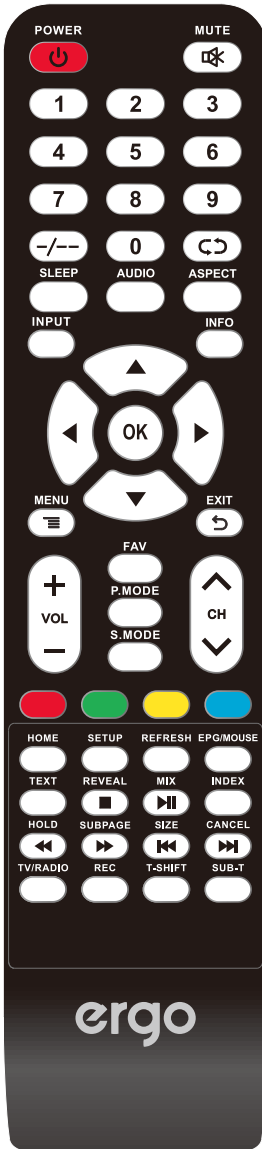 POWER MUTE
1 2 3
4 5 6
7 8 9
-/-- 0
SLEEP AUDIO ASPECT
INPUT INFO
OK
MENU EXIT
FAV
+
P.MODE
VOL CH
S.MODE
−
HOME SETUP REFRESH EPG/MOUSE
TEXT REVEAL MIX INDEX
HOLD SUBPAGE SIZE CANCEL
TV/RADIO REC T-SHIFT SUB-T
ergo